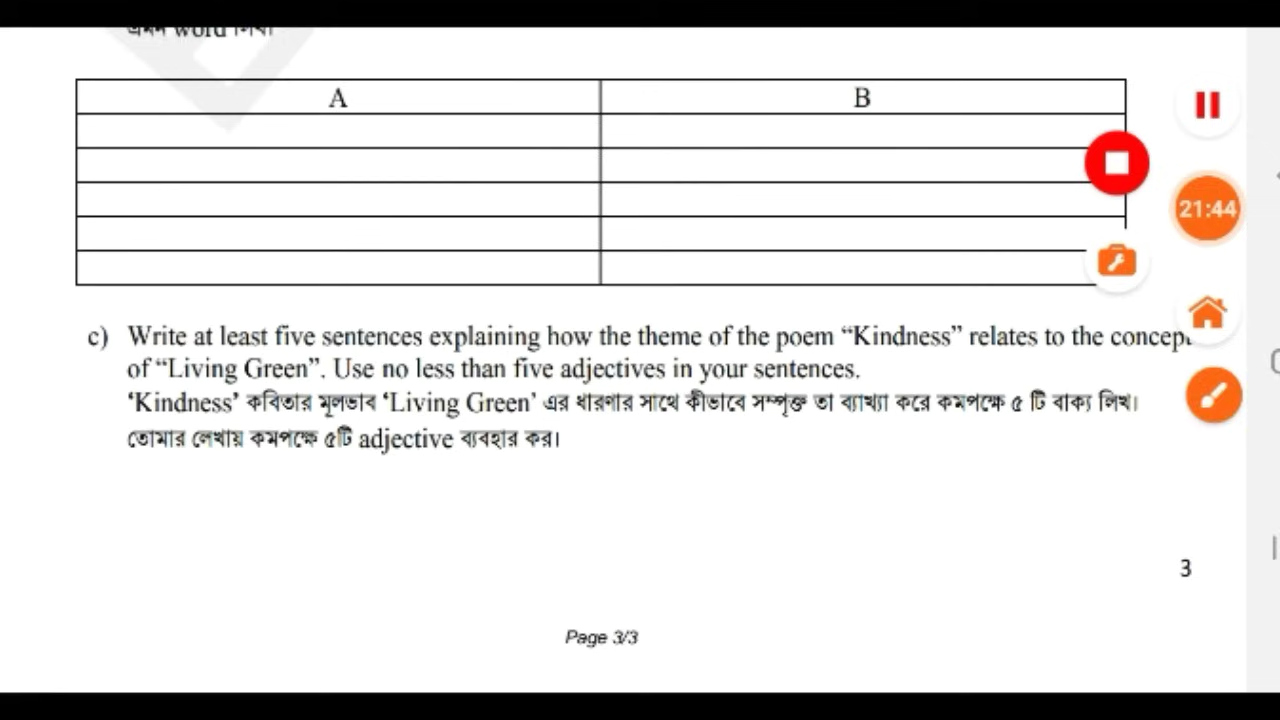 word
A B
21:44
c) Write at least five sentences explaining how the theme of the poem “Kindness” relates to the
of “Living Green”. Use no less than five adjectives in your sentences.
‘Kindness’ কবিতার মূলভাব ‘Living Green’ এর ধারণার সাথে কীভাবে সম্পৃক্ত তা ব্যাখ্যা করে কমপক্ষে ৫ টি বাক্য লিখ।
তোমার লেখায় কমপক্ষে ৫টি adjective ব্যবহার কর।
3
Page 3/3